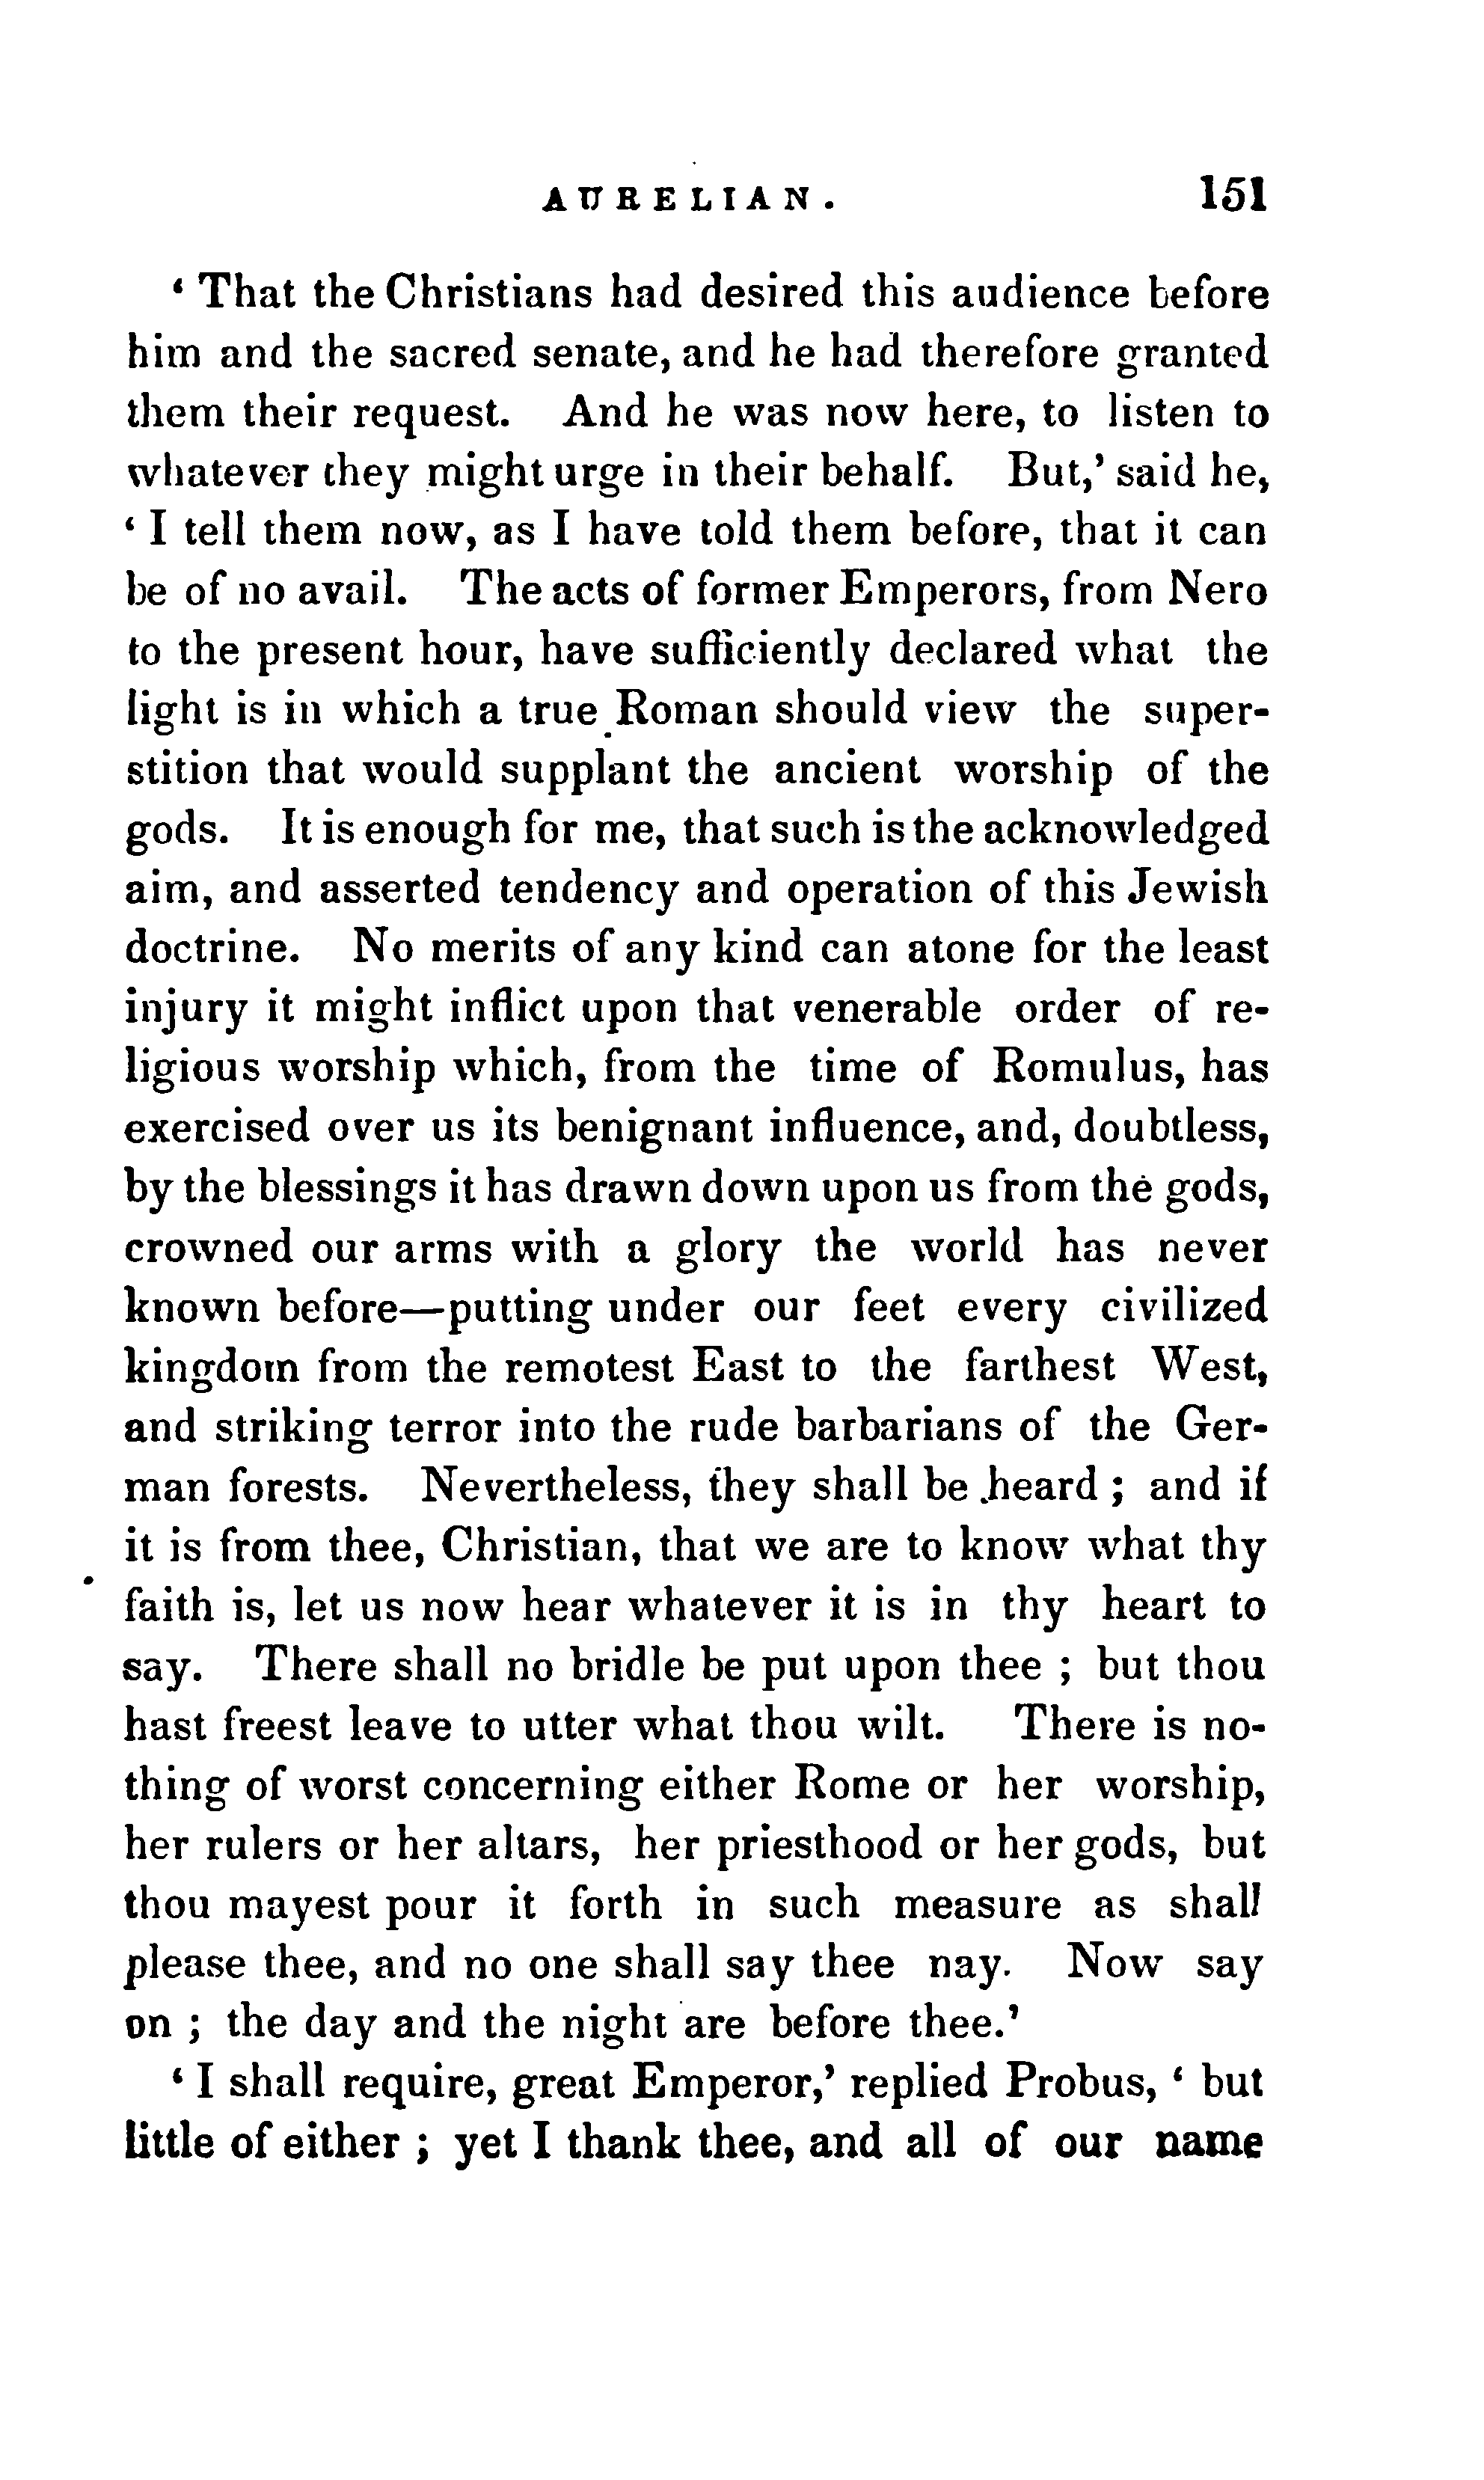 AURELIAN. 151
‘ That the Christians had desired this audience before
him and the sacred senate, and he had therefore granted
them their request. And he was now here, to listen to
whatever they might urge in their behalf. But,’ said he,
‘ I tell them now, as I have told them before, that it can
be of no avail. The acts of former Emperors, from Nero
to the present hour, have sufficiently declared what the
light is in which a true Roman should view the super-
stition that would supplant the ancient worship of the
gods. It is enough for me, that such is the acknowledged
aim, and asserted tendency and operation of this Jewish
doctrine. No merits of any kind can atone for the least
injury it might inflict upon that venerable order of re-
ligious worship which, from the time of Romulus, has
exercised over us its benignant influence, and, doubtless,
by the blessings it has drawn down upon us from the gods,
crowned our arms with a glory the world has never
known before—putting under our feet every civilized
kingdom from the remotest East to the farthest West,
and striking terror into the rude barbarians of the Ger-
man forests. Nevertheless, they shall be heard ; and if
it is from thee, Christian, that we are to know what thy
faith is, let us now hear whatever it is in thy heart to
say. There shall no bridle be put upon thee ; but thou
hast freest leave to utter what thou wilt. There is no-
thing of worst concerning either Rome or her worship,
her rulers or her altars, her priesthood or her gods, but
thou mayest pour it forth in such measure as shall
please thee, and no one shall say thee nay. Now say
on ; the day and the night are before thee.’
‘ I shall require, great Emperor,’ replied Probus, ‘ but
little of either ; yet I thank thee, and all of our name